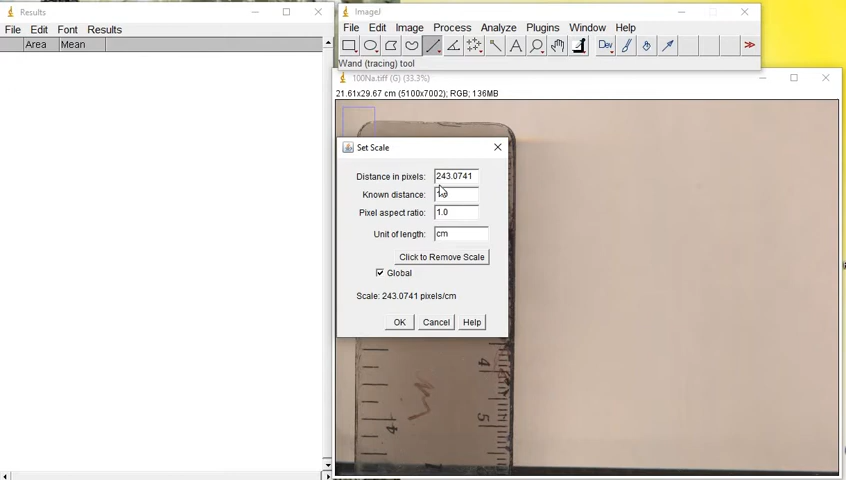 Results
File Edit Font Results
Area Mean
ImageJ
File Edit Image Process Analyze Plugins Window Help
A Dev
Wand (tracing) tool
100Na.tiff (G) (33.3%)
21.61x29.67 cm (5100x7002); RGB; 136MB
Set Scale
Distance in pixels: 243.0741
Known distance:
Pixel aspect ratio: 1.0
Unit of length: cm
Click to Remove Scale
Global
Scale: 243.0741 pixels/cm
OK Cancel Help
4
5
4